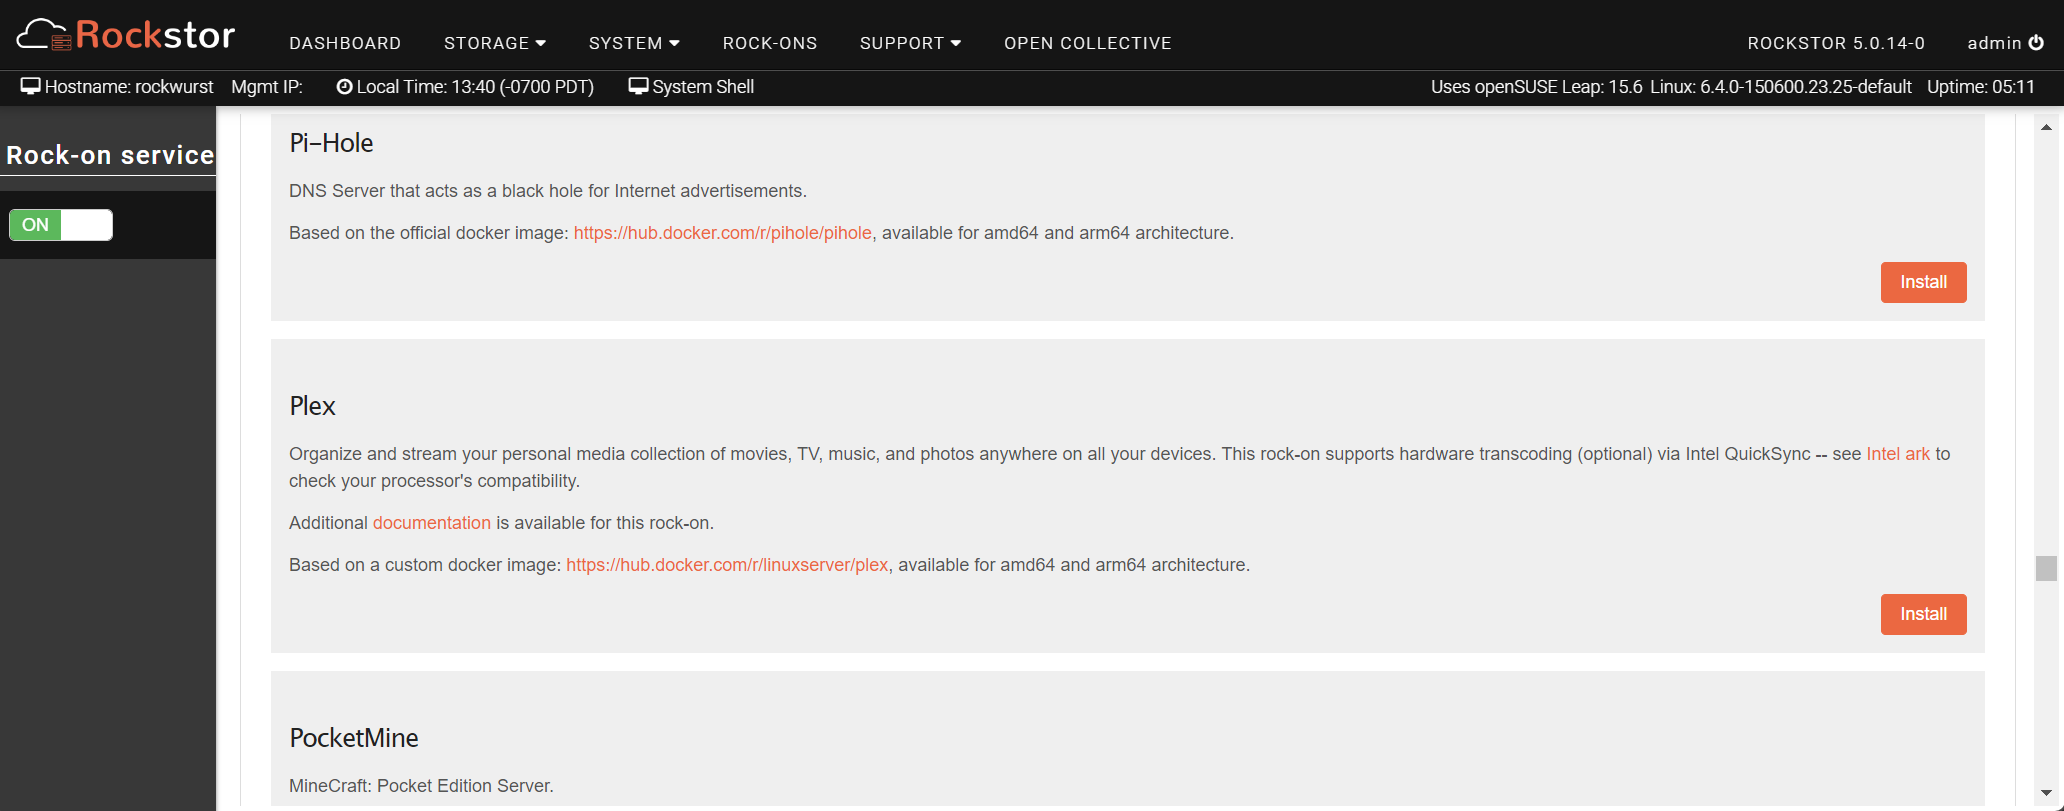 Rockstor DASHBOARD STORAGE SYSTEM ROCK-ONS SUPPORT OPEN COLLECTIVE ROCKSTOR 5.0.14-0 admin
Hostname: rockwurst Mgmt IP: Local Time: 13:40 (-0700 PDT) System Shell Uses openSUSE Leap: 15.6 Linux: 6.4.0-150600.23.25-default Uptime: 05:11
Rock-on service
ON
Pi-Hole
DNS Server that acts as a black hole for Internet advertisements.
Based on the official docker image: https://hub.docker.com/r/pihole/pihole, available for amd64 and arm64 architecture.
Install
Plex
Organize and stream your personal media collection of movies, TV, music, and photos anywhere on all your devices. This rock-on supports hardware transcoding (optional) via Intel QuickSync -- see Intel ark to
check your processor's compatibility.
Additional documentation is available for this rock-on.
Based on a custom docker image: https://hub.docker.com/r/linuxserver/plex, available for amd64 and arm64 architecture.
Install
PocketMine
MineCraft: Pocket Edition Server.